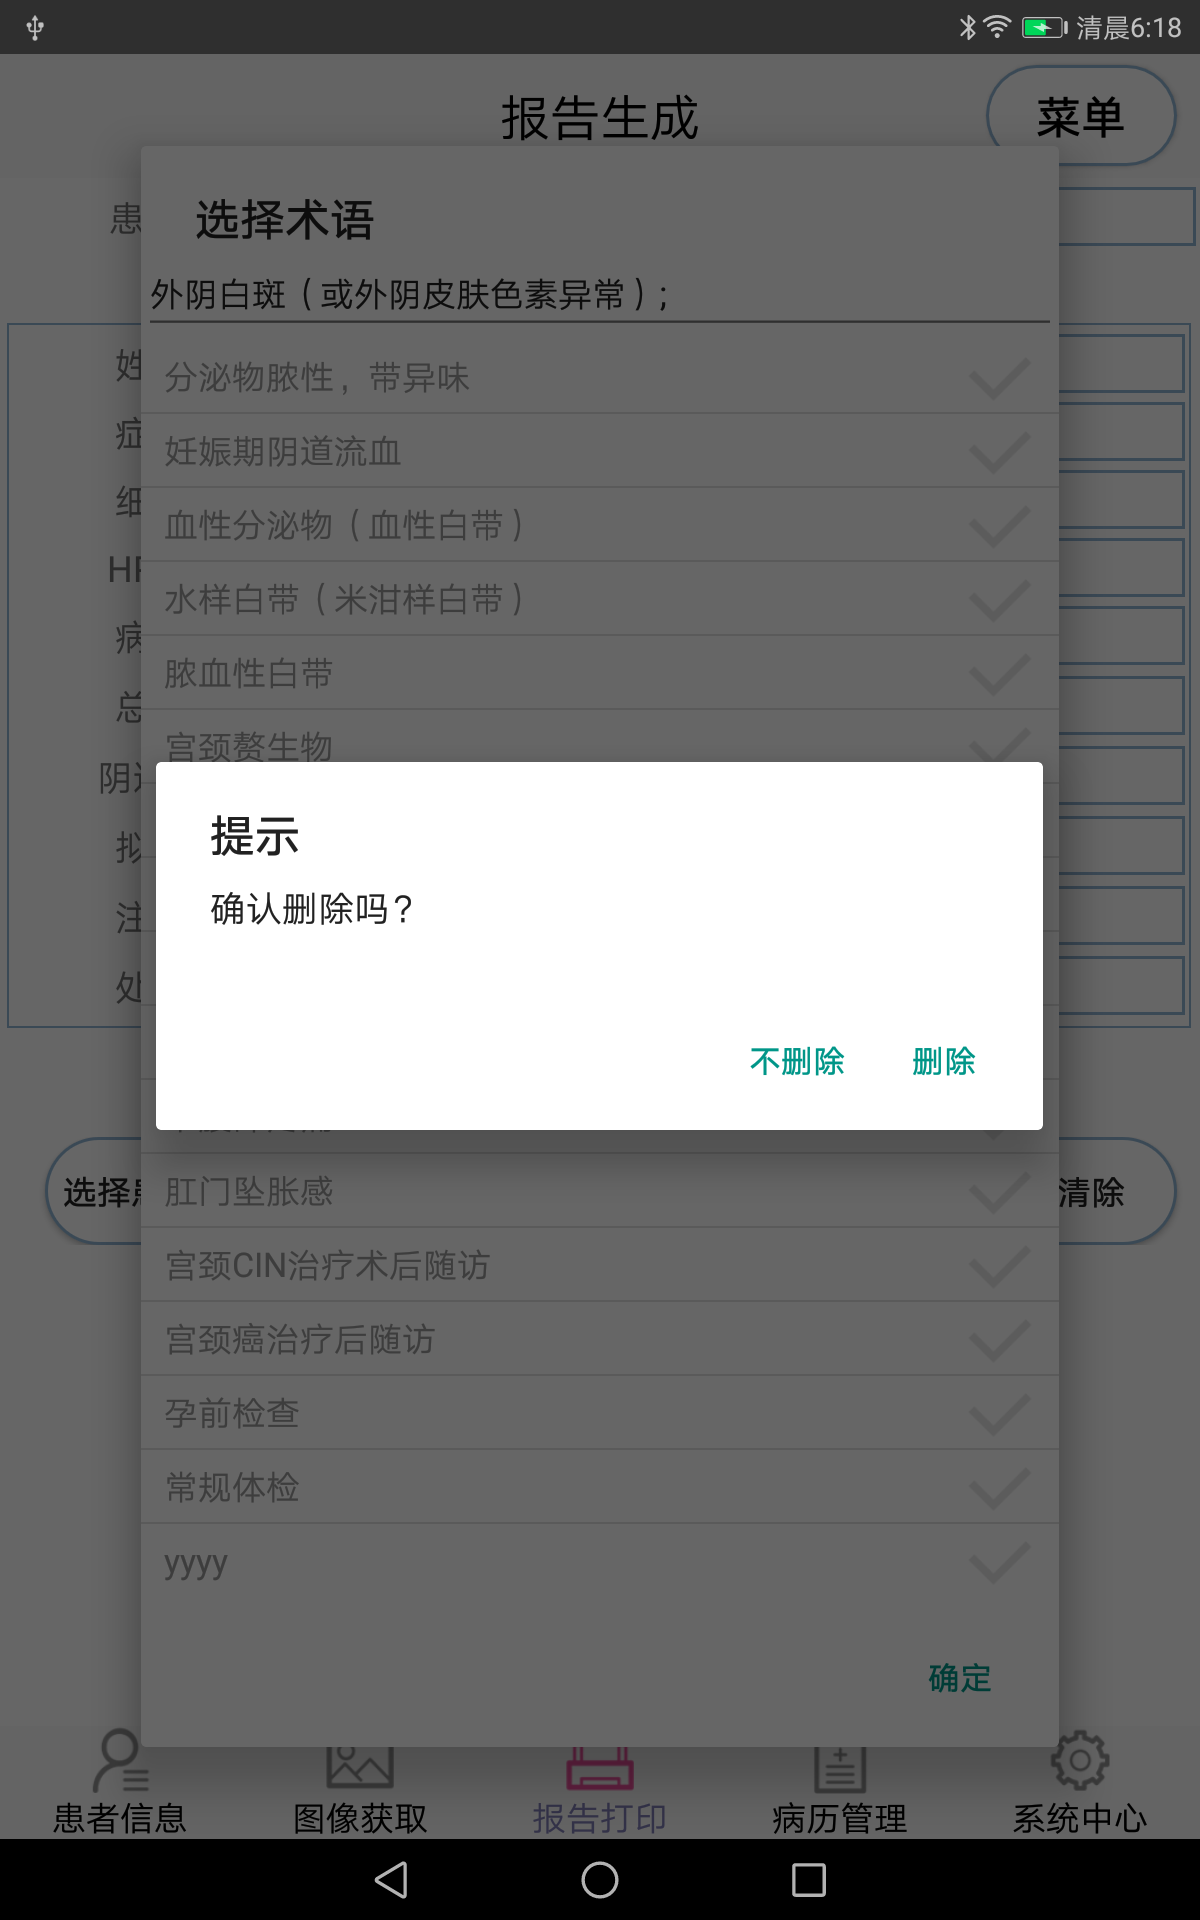 清晨6:18
报告生成
菜单
患
选择术语
外阴白斑（或外阴皮肤色素异常）;
姓
分泌物脓性，带异味
症
妊娠期阴道流血
细
血性分泌物（血性白带）
HP
水样白带（米泔样白带）
病
脓血性白带
总
宫颈赘生物
阴道
提示
拟
确认删除吗？
注
处
不删除
删除
选择患
肛门坠胀感
清除
宫颈CIN治疗术后随访
宫颈癌治疗后随访
孕前检查
常规体检
yyyy
确定
患者信息
图像获取
报告打印
病历管理
系统中心